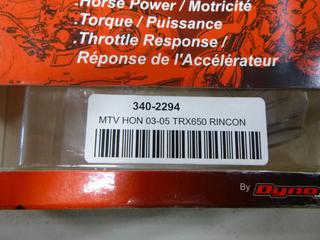 .Horse Power / Motricité
.Torque / Puissance
.Throttle Response /
Réponse de l'Accélérateur
340-2294
MTV HON 03-05 TRX650 RINCON
By Dyno